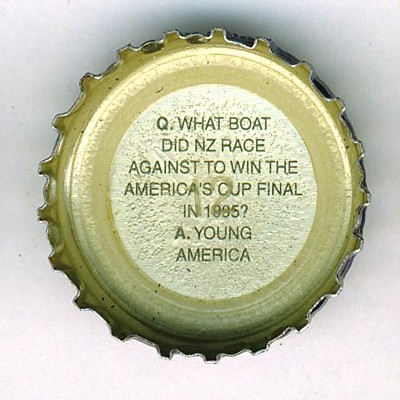 Q. WHAT BOAT
DID NZ RACE
AGAINST TO WIN THE
AMERICA'S CUP FINAL
IN 1995?
A. YOUNG
AMERICA